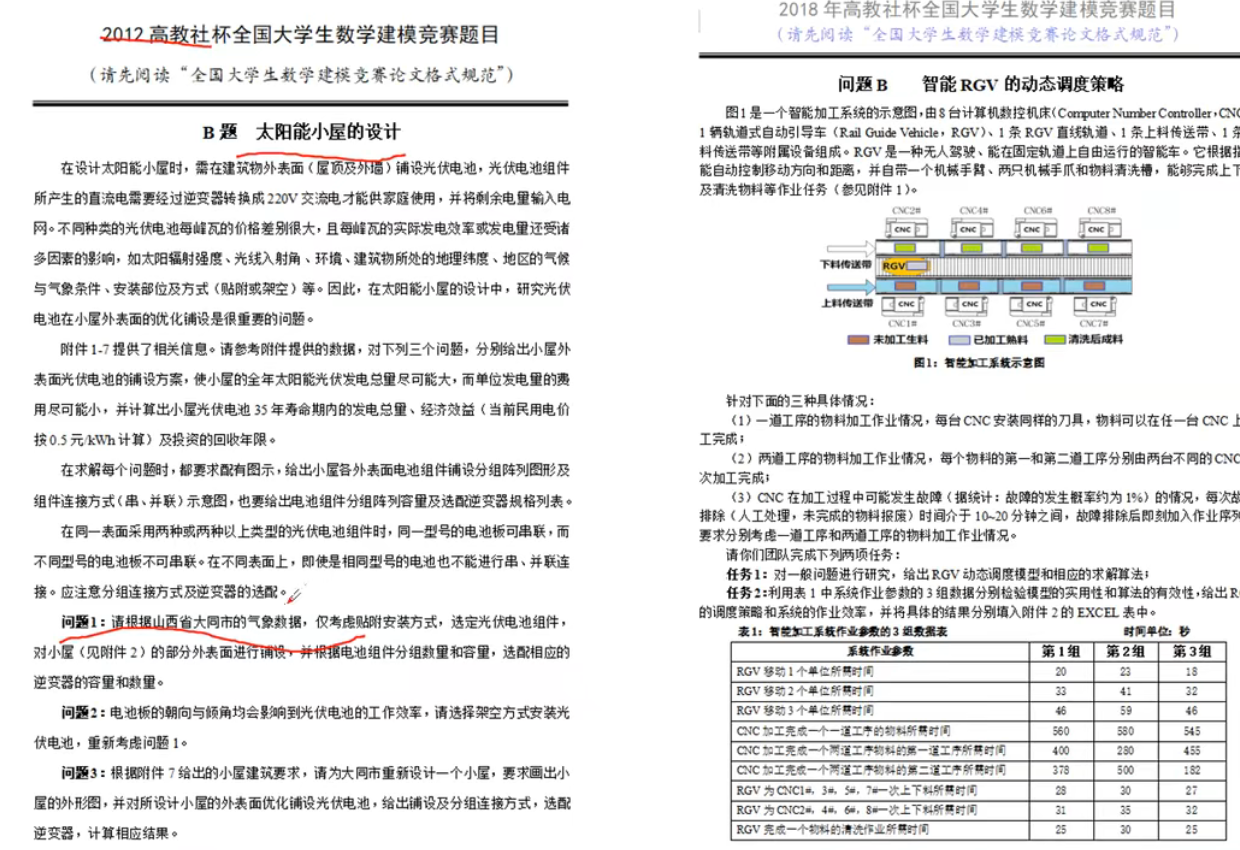 2012 高教社杯全国大学生数学建模竞赛题目
(请先阅读“全国大学生数学建模竞赛论文格式规范”)
B 题 太阳能小屋的设计
在设计太阳能小屋时，需在建筑物外表面（屋顶及外墙）铺设光伏电池，光伏电池组件
所产生的直流电需要经过逆变器转换成 220V 交流电才能供家庭使用，并将剩余电量输入电
网。不同种类的光伏电池每峰瓦的价格差别很大，且每峰瓦的实际发电效率或发电量还受诸
多因素的影响，如太阳辐射强度、光线入射角、环境、建筑物所处的地理纬度、地区的气候
与气象条件、安装部位及方式（贴附或架空）等。因此，在太阳能小屋的设计中，研究光伏
电池在小屋外表面的优化铺设是很重要的问题。
附件 1-7 提供了相关信息。请参考附件提供的数据，对下列三个问题，分别给出小屋外
表面光伏电池的铺设方案，使小屋的全年太阳能光伏发电总量尽可能大，而单位发电量的费
用尽可能小，并计算出小屋光伏电池 35 年寿命期内的发电总量、经济效益（当前民用电价
按 0.5 元/kWh 计算）及投资的回收年限。
在求解每个问题时，都要求配有图示，给出小屋各外表面电池组件铺设分组阵列图形及
组件连接方式（串、并联）示意图，也要给出电池组件分组阵列容量及选配逆变器规格列表。
在同一表面采用两种或两种以上类型的光伏电池组件时，同一型号的电池板可串联，而
不同型号的电池板不可串联。在不同表面上，即使是相同型号的电池也不能进行串、并联连
接。应注意分组连接方式及逆变器的选配。
问题1：请根据山西省大同市的气象数据，仅考虑贴附安装方式，选定光伏电池组件，
对小屋（见附件 2）的部分外表面进行铺设，并根据电池组件分组数量和容量，选配相应的
逆变器的容量和数量。
问题2：电池板的朝向与倾角均会影响到光伏电池的工作效率，请选择架空方式安装光
伏电池，重新考虑问题 1。
问题3：根据附件 7 给出的小屋建筑要求，请为大同市重新设计一个小屋，要求画出小
屋的外形图，并对所设计小屋的外表面优化铺设光伏电池，给出铺设及分组连接方式，选配
逆变器，计算相应结果。
2018 年高教社杯全国大学生数学建模竞赛题目
(请先阅读“全国大学生数学建模竞赛论文格式规范”)
问题 B 智能 RGV 的动态调度策略
图1 是一个智能加工系统的示意图，由 8 台计算机数控机床（Computer Number Controller，CNC
1 辆轨道式自动引导车（Rail Guide Vehicle，RGV）、1 条 RGV 直线轨道、1 条上料传送带、1 条
料传送带等附属设备组成。RGV 是一种无人驾驶、能在固定轨道上自由运行的智能车。它根据指
能自动控制移动方向和距离，并自带一个机械手臂、两只机械手爪和物料清洗槽，能够完成上下
及清洗物料等作业任务（参见附件 1）。
CNC2# CNC4# CNC6# CNC8#
CNC CNC CNC CNC
下料传送带
RGV
上料传送带
CNC CNC CNC CNC
CNC1# CNC3# CNC5# CNC7#
未加工生料 已加工熟料 清洗后成料
图1：智能加工系统示意图
针对下面的三种具体情况：
（1）一道工序的物料加工作业情况，每台 CNC 安装同样的刀具，物料可以在任一台 CNC 上
工完成；
（2）两道工序的物料加工作业情况，每个物料的第一和第二道工序分别由两台不同的 CNC
次加工完成；
（3）CNC 在加工过程中可能发生故障（据统计：故障的发生概率约为 1%）的情况，每次故
排除（人工处理，未完成的物料报废）时间介于 10~20 分钟之间，故障排除后即刻加入作业序列
要求分别考虑一道工序和两道工序的物料加工作业情况。
请你们团队完成下列两项任务：
任务1：对一般问题进行研究，给出 RGV 动态调度模型和相应的求解算法；
任务2：利用表 1 中系统作业参数的 3 组数据分别检验模型的实用性和算法的有效性，给出 R
的调度策略和系统的作业效率，并将具体的结果分别填入附件 2 的 EXCEL 表中。
表1：智能加工系统作业参数的 3 组数据表 时间单位：秒
系统作业参数 第 1 组 第 2 组 第 3 组
RGV 移动 1 个单位所需时间 20 23 18
RGV 移动 2 个单位所需时间 33 41 32
RGV 移动 3 个单位所需时间 46 59 46
CNC 加工完成一个一道工序的物料所需时间 560 580 545
CNC 加工完成一个两道工序物料的第一道工序所需时间 400 280 455
CNC 加工完成一个两道工序物料的第二道工序所需时间 378 500 182
RGV 为 CNC1#，3#，5#，7#一次上下料所需时间 28 30 27
RGV 为 CNC2#，4#，6#，8#一次上下料所需时间 31 35 32
RGV 完成一个物料的清洗作业所需时间 25 30 25